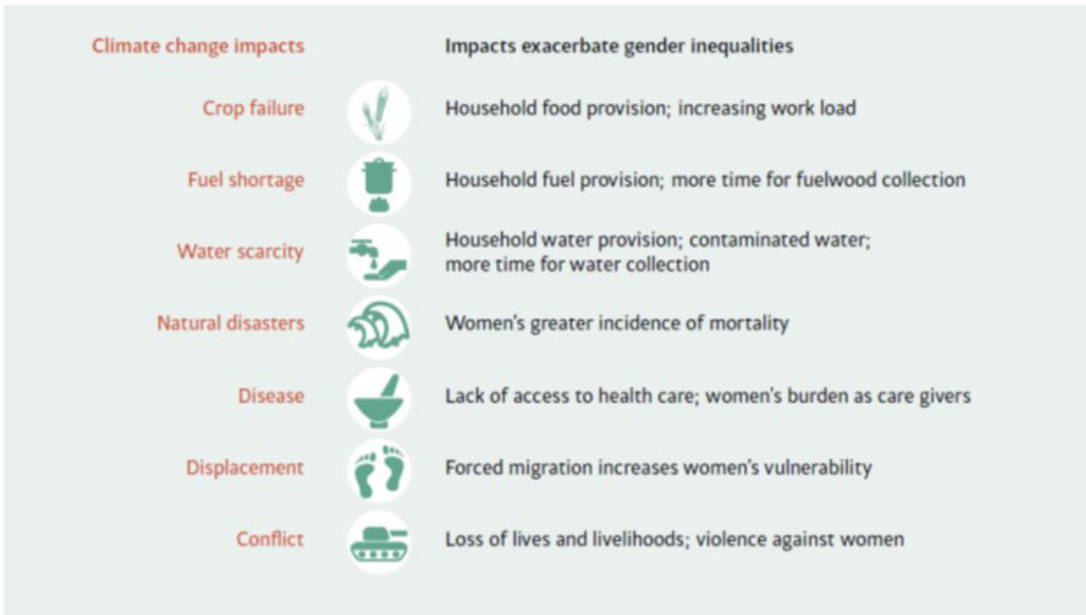 Climate change impacts
Impacts exacerbate gender inequalities
Crop failure
Household food provision; increasing work load
Fuel shortage
Household fuel provision; more time for fuelwood collection
Water scarcity
Household water provision; contaminated water;
more time for water collection
Natural disasters
Women's greater incidence of mortality
Disease
Lack of access to health care; women's burden as care givers
Displacement
Forced migration increases women's vulnerability
Conflict
Loss of lives and livelihoods; violence against women